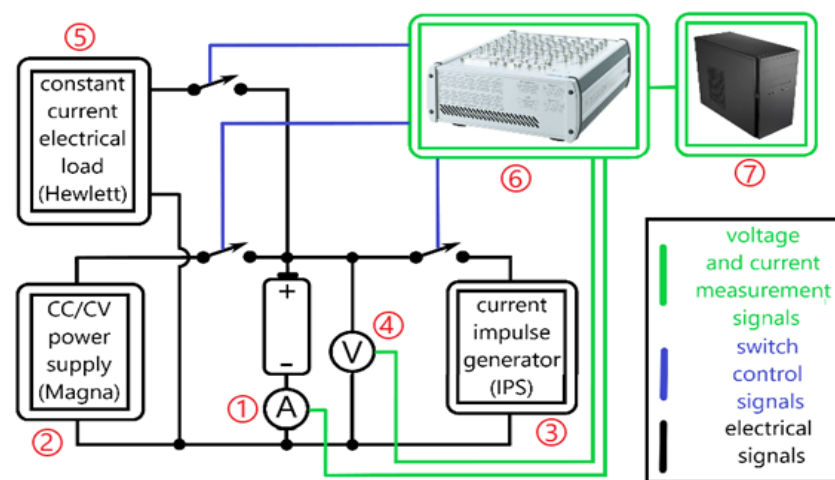 ⑤
constant
current
electrical
load
(Hewlett)
⑥
⑦
CC/CV
power
supply
(Magna)
②
+
−
①
A
④
V
current
impulse
generator
(IPS)
③
voltage
and current
measurement
signals
switch
control
signals
electrical
signals